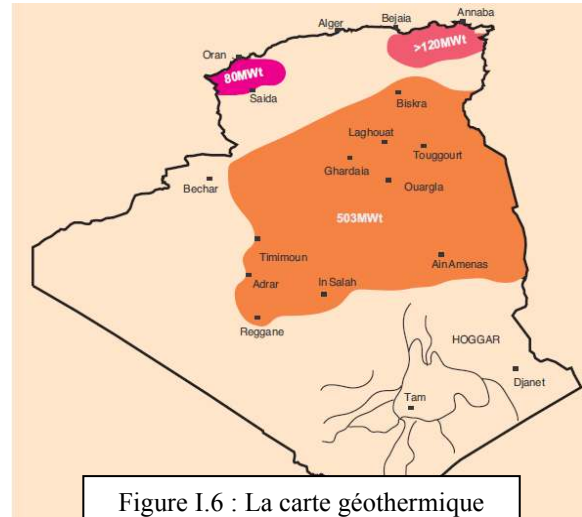 Annaba
Alger
Bejaia
>120MWt
Oran
80MWt
Saida
Biskra
Laghouat
Touggourt
Ghardaia
Bechar
Ouargla
503MWt
Timimoun
Ain Amenas
Adrar
In Salah
Reggane
HOGGAR
Djanet
Tam
Figure I.6 : La carte géothermique